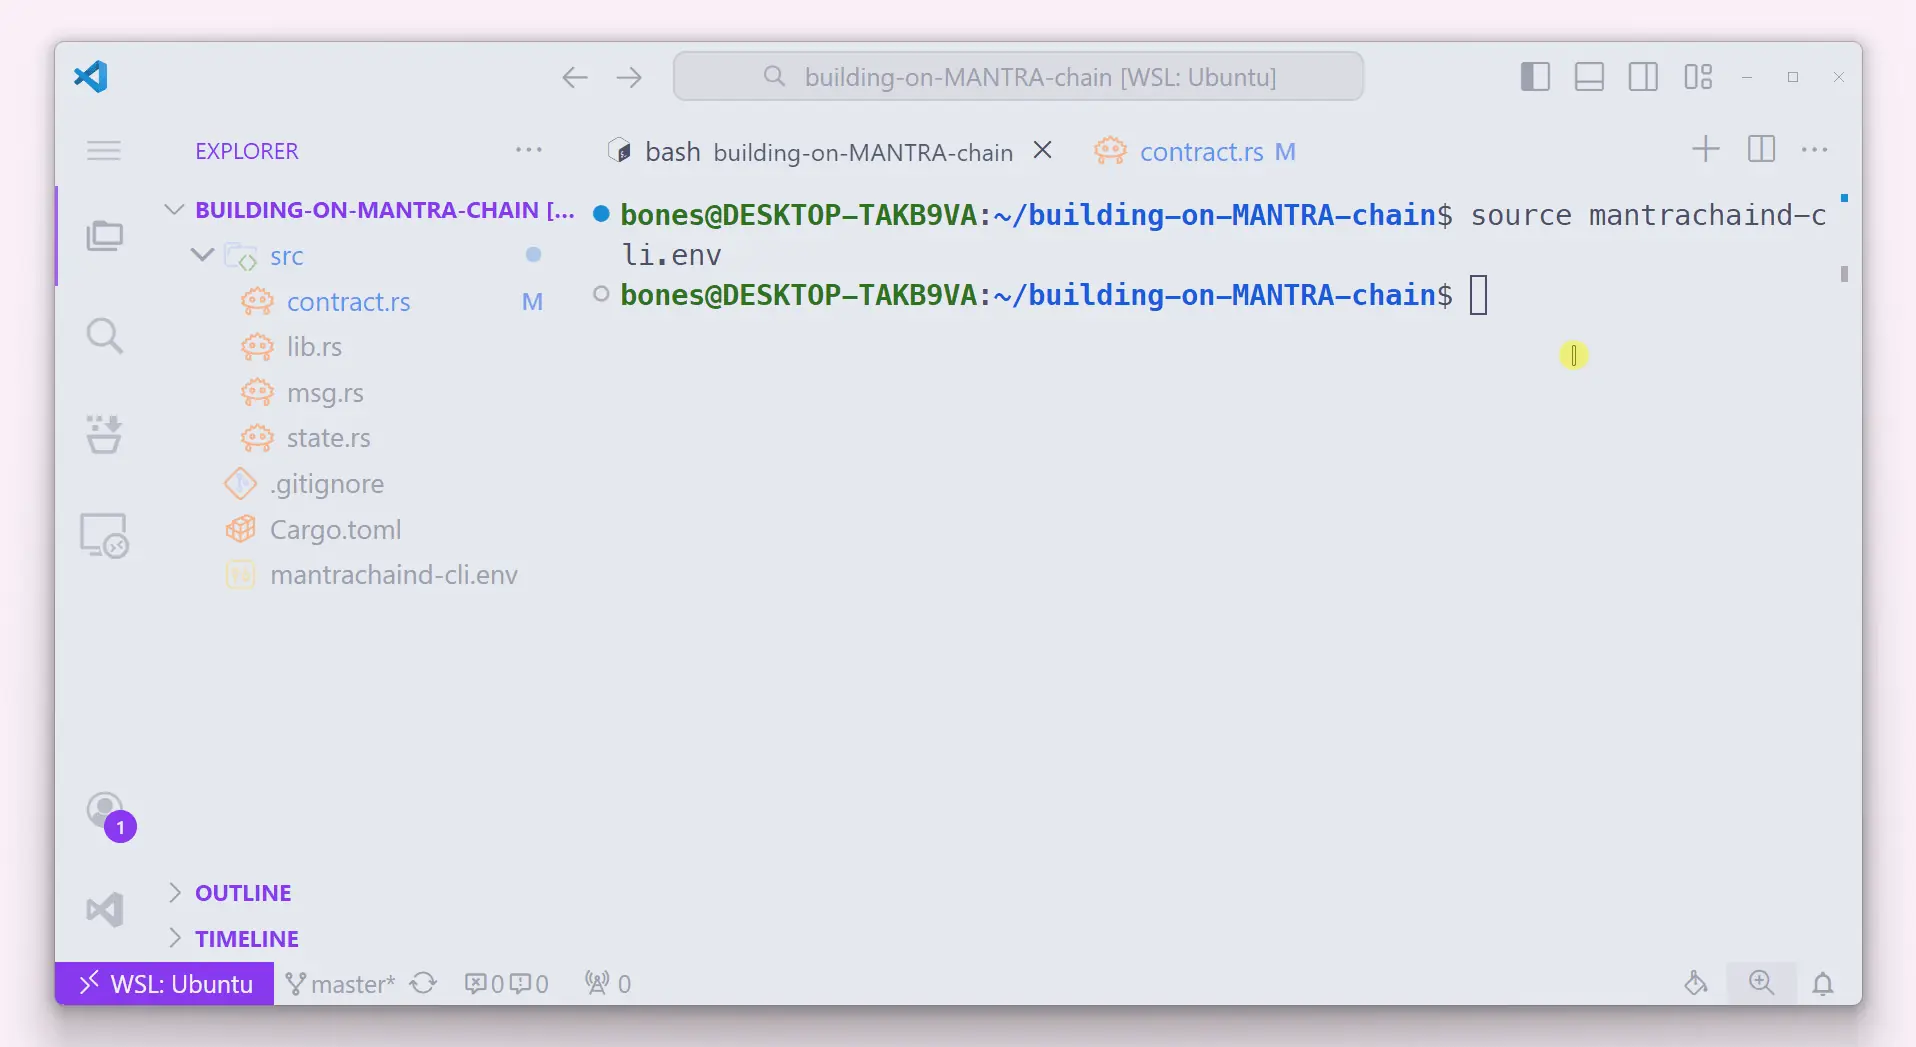 building-on-MANTRA-chain [WSL: Ubuntu]
EXPLORER
bash building-on-MANTRA-chain
contract.rs M
BUILDING-ON-MANTRA-CHAIN [...
src
contract.rs M
lib.rs
msg.rs
state.rs
.gitignore
Cargo.toml
mantrachaind-cli.env
bones@DESKTOP-TAKB9VA:~/building-on-MANTRA-chain$ source mantrachaind-c
li.env
bones@DESKTOP-TAKB9VA:~/building-on-MANTRA-chain$
1
OUTLINE
TIMELINE
WSL: Ubuntu
master*
0 0
0